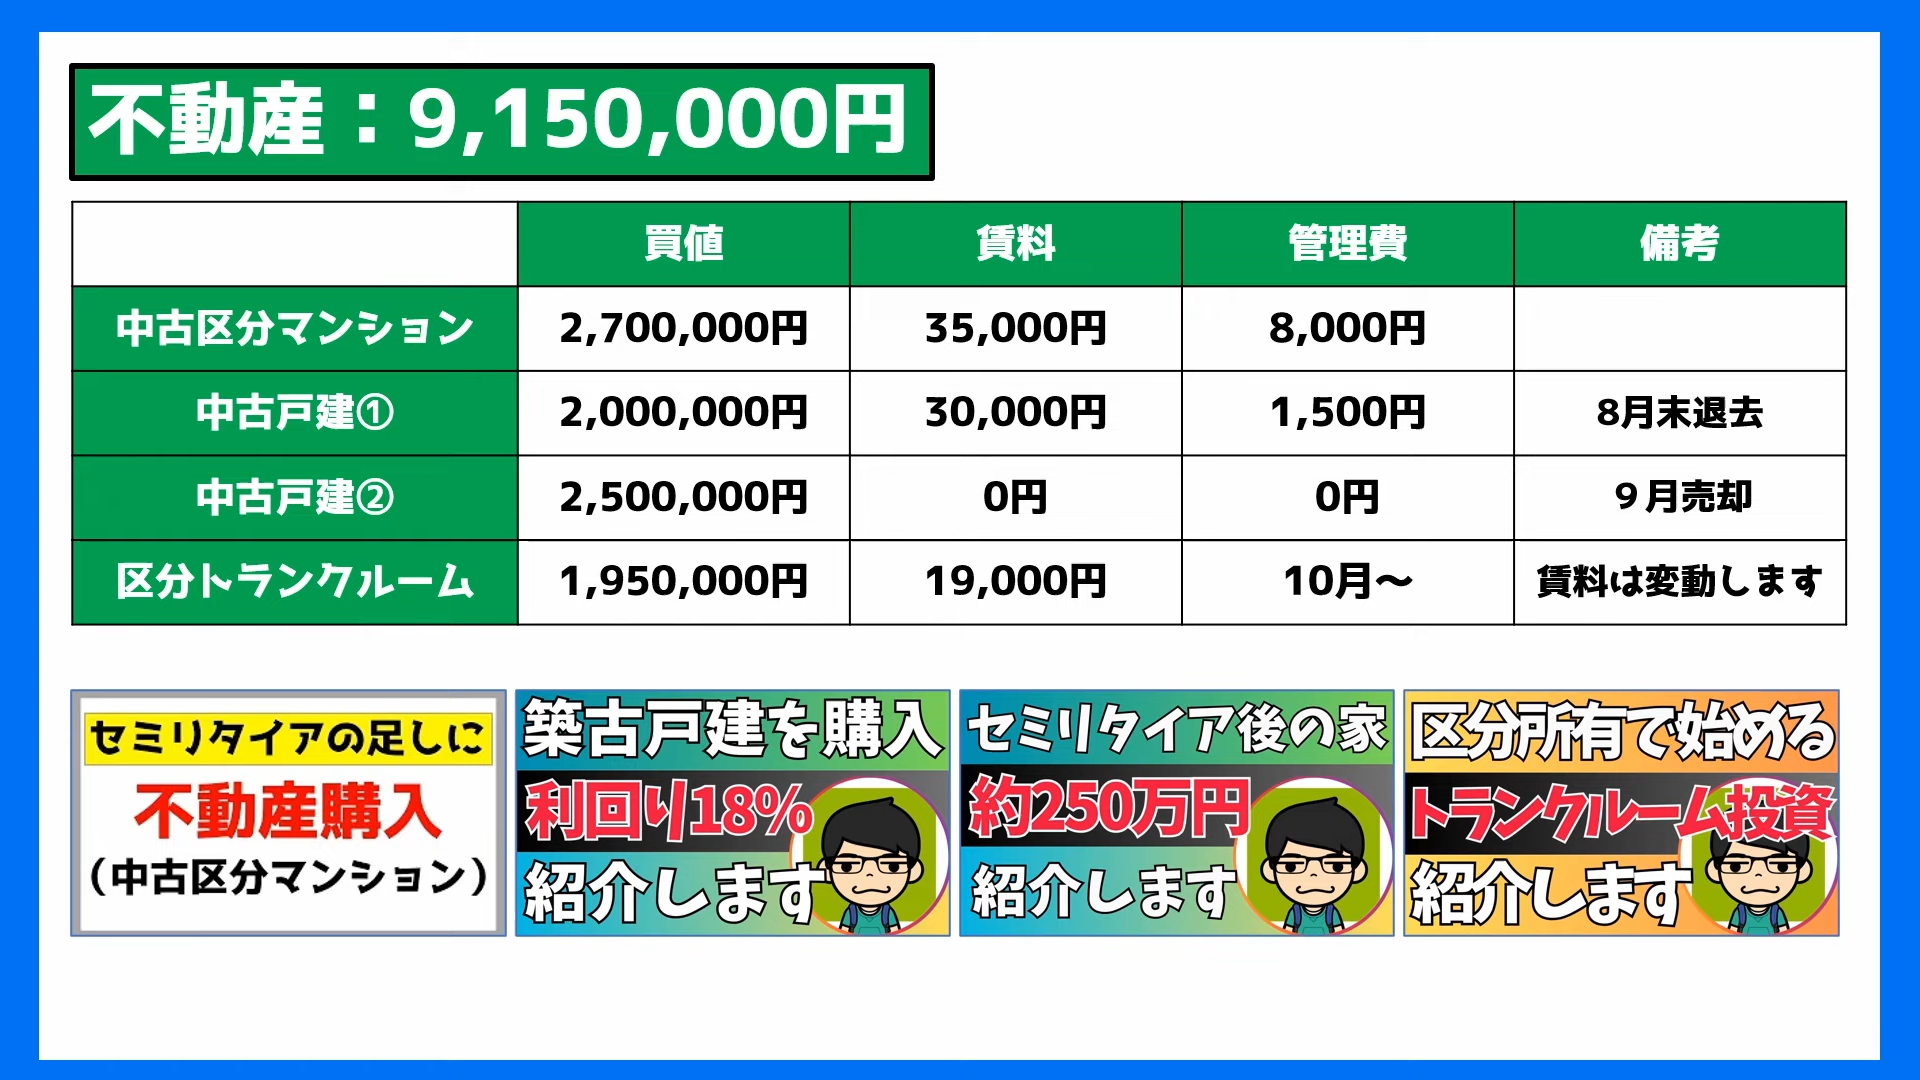 不動産：9,150,000円
買値 賃料 管理費 備考
中古区分マンション 2,700,000円 35,000円 8,000円
中古戸建① 2,000,000円 30,000円 1,500円 8月末退去
中古戸建② 2,500,000円 0円 0円 ９月売却
区分トランクルーム 1,950,000円 19,000円 10月〜 賃料は変動します
セミリタイアの足しに
不動産購入
（中古区分マンション）
築古戸建を購入
利回り18%
紹介します
セミリタイア後の家
約250万円
紹介します
区分所有で始める
トランクルーム投資
紹介します